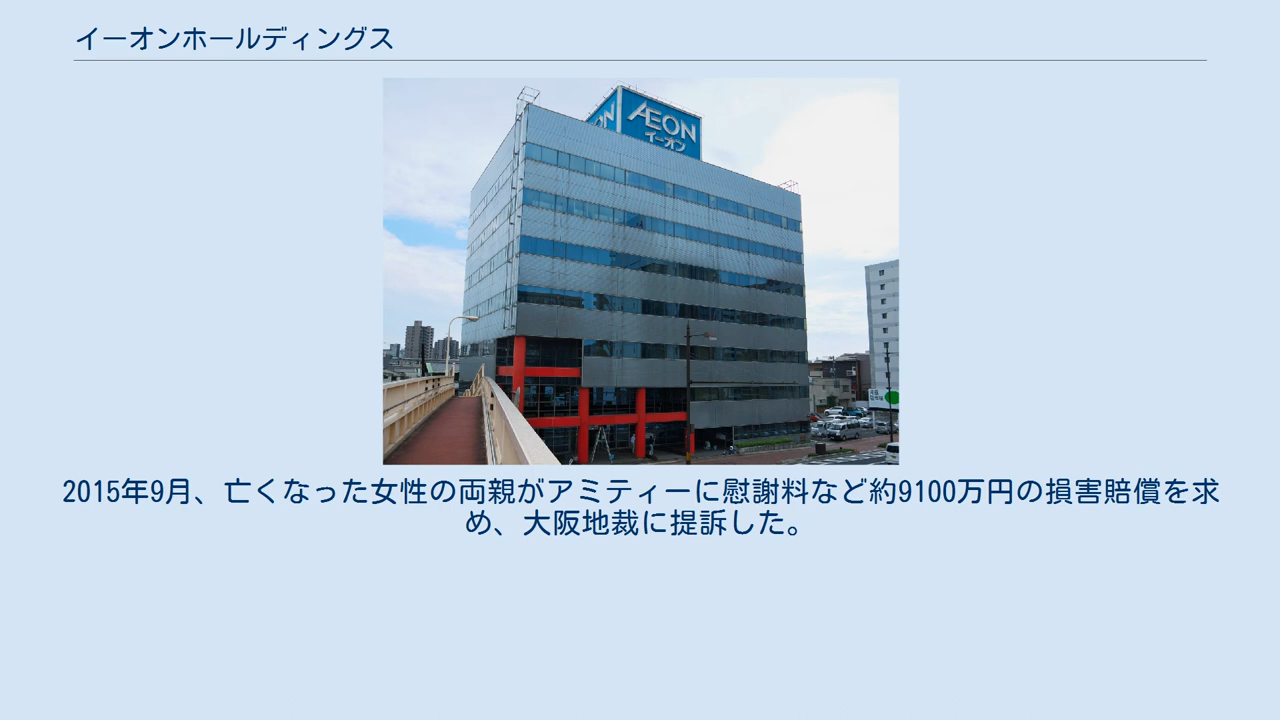 イーオンホールディングス
ÆON
イーオン
2015年9月、亡くなった女性の両親がアミティーに慰謝料など約9100万円の損害賠償を求
め、大阪地裁に提訴した。